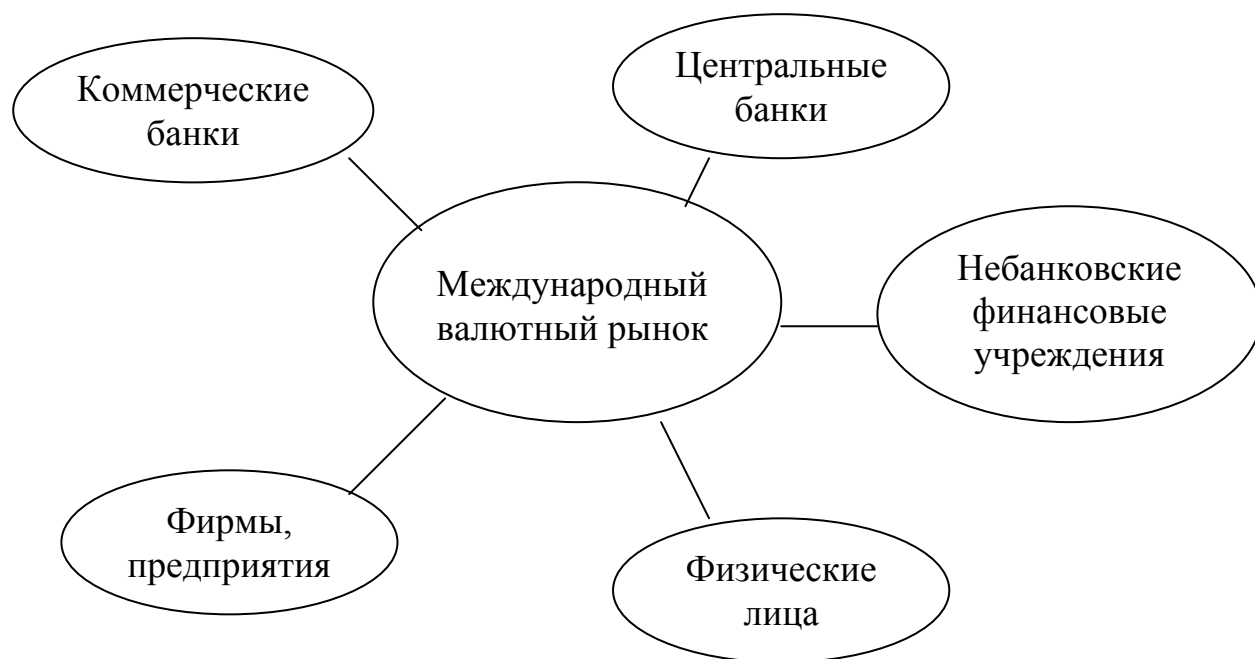 Коммерческие
банки
Центральные
банки
Международный
валютный рынок
Небанковские
финансовые
учреждения
Фирмы,
предприятия
Физические
лица